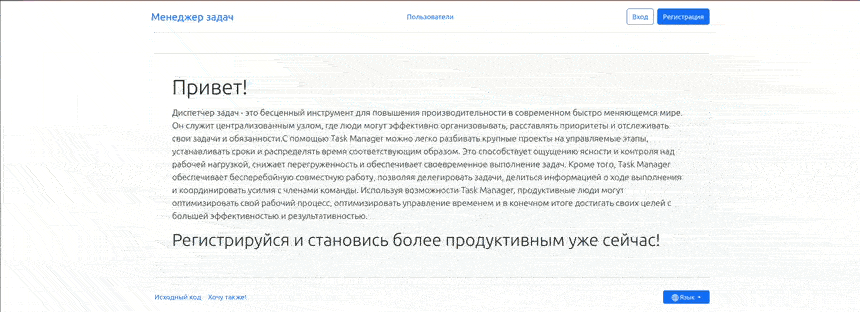 Менеджер задач Пользователи Вход Регистрация
Привет!
Диспетчер задач - это бесценный инструмент для повышения производительности в современном быстро меняющемся мире.
Он служит централизованным узлом, где люди могут эффективно организовывать, расставлять приоритеты и отслеживать
свои задачи и обязанности.С помощью Task Manager можно легко разбивать крупные проекты на управляемые этапы,
устанавливать сроки и распределять время соответствующим образом. Это способствует ощущению ясности и контроля над
рабочей нагрузкой, снижает перегруженность и обеспечивает своевременное выполнение задач. Кроме того, Task Manager
обеспечивает бесперебойную совместную работу, позволяя делегировать задачи, делиться информацией о ходе выполнения
и координировать усилия с членами команды. Используя возможности Task Manager, продуктивные люди могут
оптимизировать свой рабочий процесс, оптимизировать управление временем и в конечном итоге достигать своих целей с
большей эффективностью и результативностью.
Регистрируйся и становись более продуктивным уже сейчас!
Исходный код Хочу также! Язык